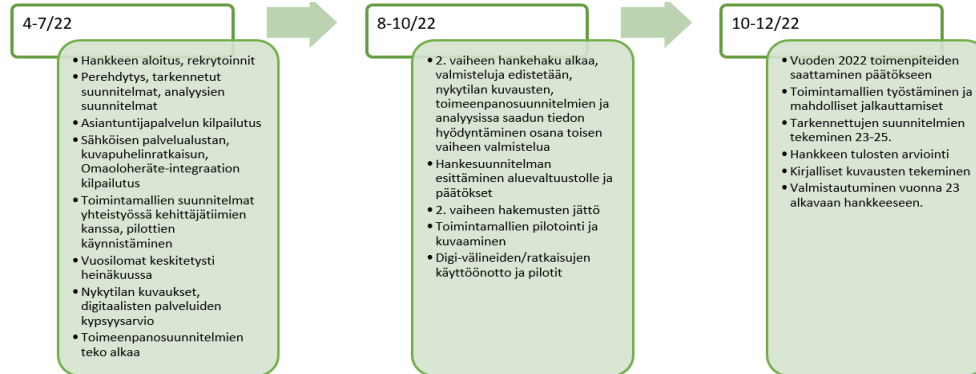 4-7/22
• Hankkeen aloitus, rekrytoinnit
• Perehdytys, tarkennetut
suunnitelmat, analyysien
suunnitelmat
• Asiantuntijapalvelun kilpailutus
• Sähköisen palvelualustan,
kuvapuhelinratkaisun,
Omaoloheräte-integraation
kilpailutus
• Toimintamallien suunnitelmat
yhteistyössä kehittäjätiimien
kanssa, pilottien
käynnistäminen
• Vuosilomat keskitetysti
heinäkuussa
• Nykytilan kuvaukset,
digitaalisten palveluiden
kypsyysarvio
• Toimeenpanosuunnitelmien
teko alkaa
8-10/22
• 2. vaiheen hankehaku alkaa,
valmisteluja edistetään,
nykytilan kuvausten,
toimeenpanosuunnitelmien ja
analyysissa saadun tiedon
hyödyntäminen osana toisen
vaiheen valmistelua
• Hankesuunnitelman
esittäminen aluevaltuustolle ja
päätökset
• 2. vaiheen hakemusten jättö
• Toimintamallien pilotointi ja
kuvaaminen
• Digi-välineiden/ratkaisujen
käyttöönotto ja pilotit
10-12/22
• Vuoden 2022 toimenpiteiden
saattaminen päätökseen
• Toimintamallien työstäminen ja
mahdolliset jalkauttamiset
• Tarkennettujen suunnitelmien
tekeminen 23-25.
• Hankkeen tulosten arviointi
• Kirjalliset kuvausten tekeminen
• Valmistautuminen vuonna 23
alkavaan hankkeeseen.